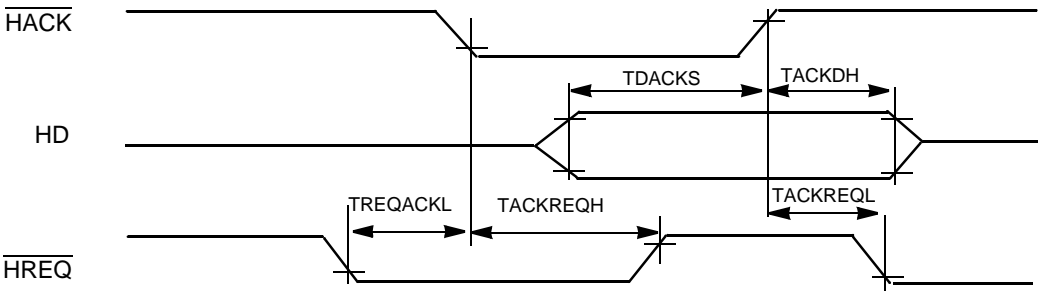 HACK
TDACKS
TACKDH
HD
TREQACKL
TACKREQH
TACKREQL
HREQ